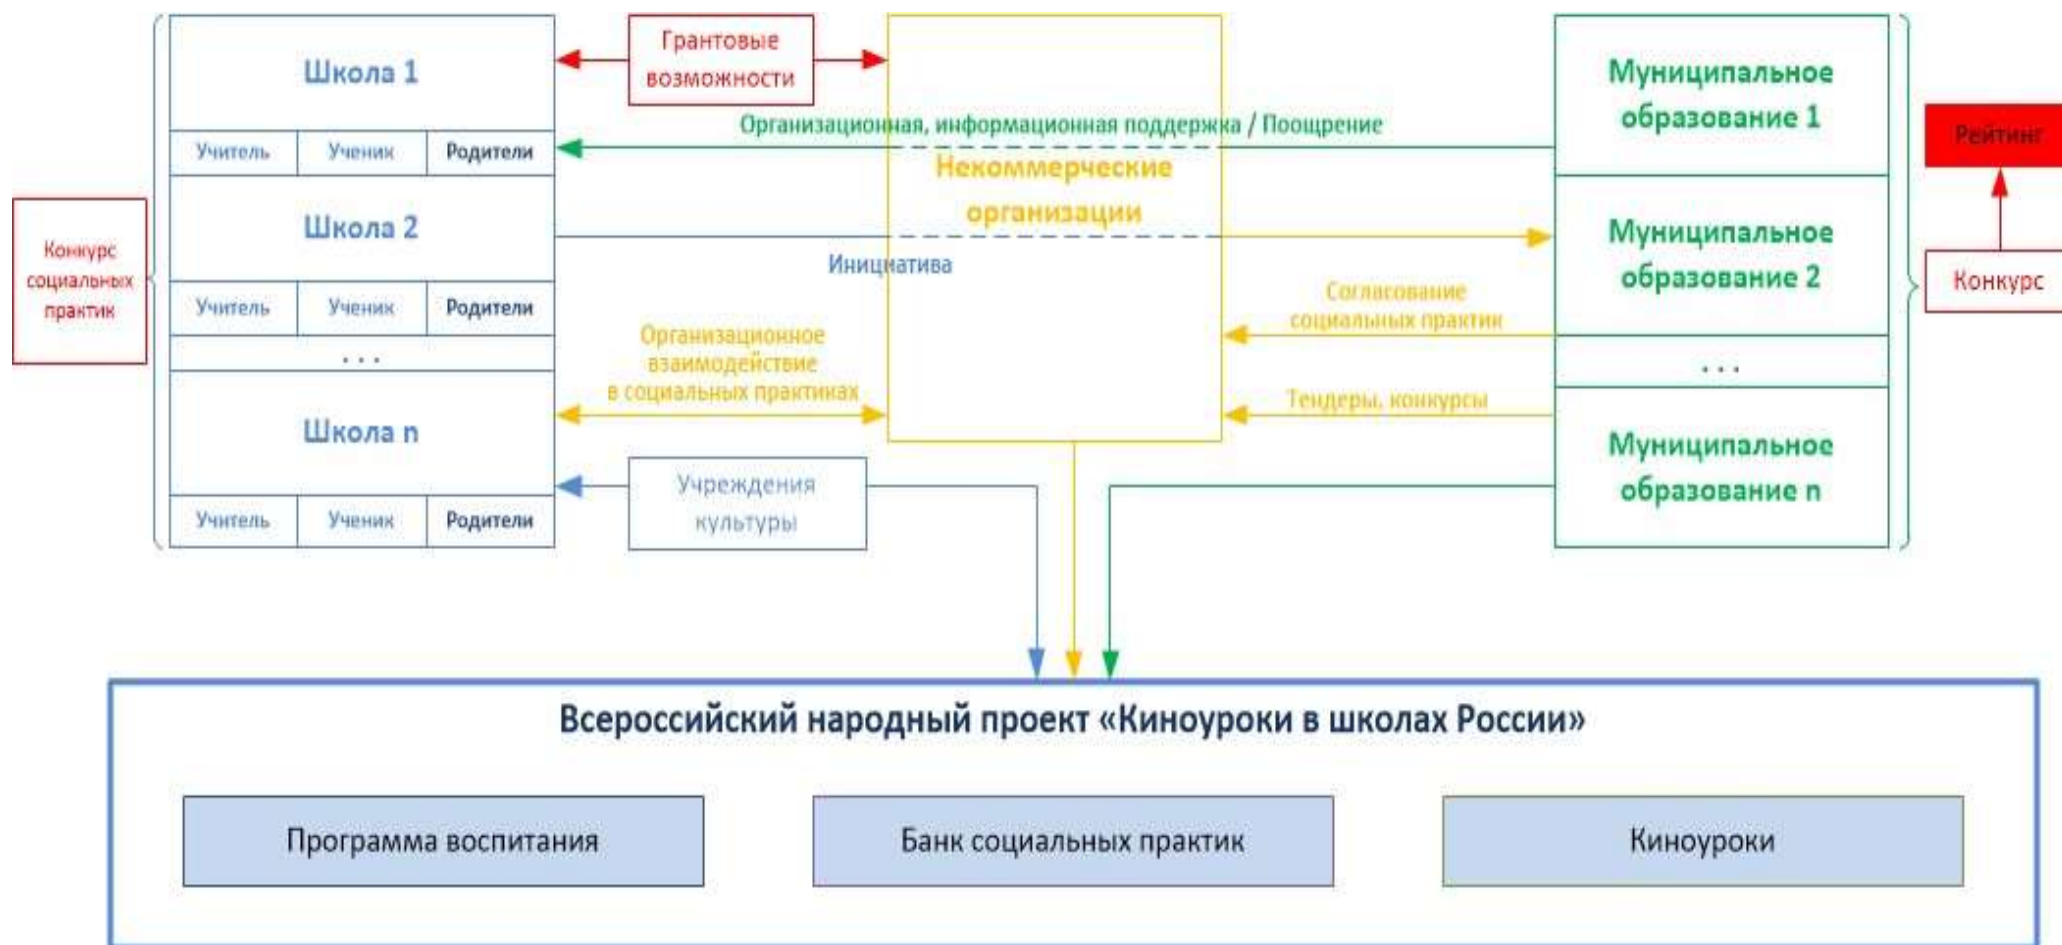 Конкурс
социальных
практик
Школа 1
Учитель
Ученик
Родители
Школа 2
Учитель
Ученик
Родители
...
Школа n
Учитель
Ученик
Родители
Грантовые
возможности
Организационная, информационная поддержка / Поощрение
Некоммерческие
организации
Инициатива
Организационное
взаимодействие
в социальных практиках
Учреждения
культуры
Согласование
социальных практик
Тендеры, конкурсы
Муниципальное
образование 1
Муниципальное
образование 2
...
Муниципальное
образование n
Рейтинг
Конкурс
Всероссийский народный проект «Киноуроки в школах России»
Программа воспитания
Банк социальных практик
Киноуроки